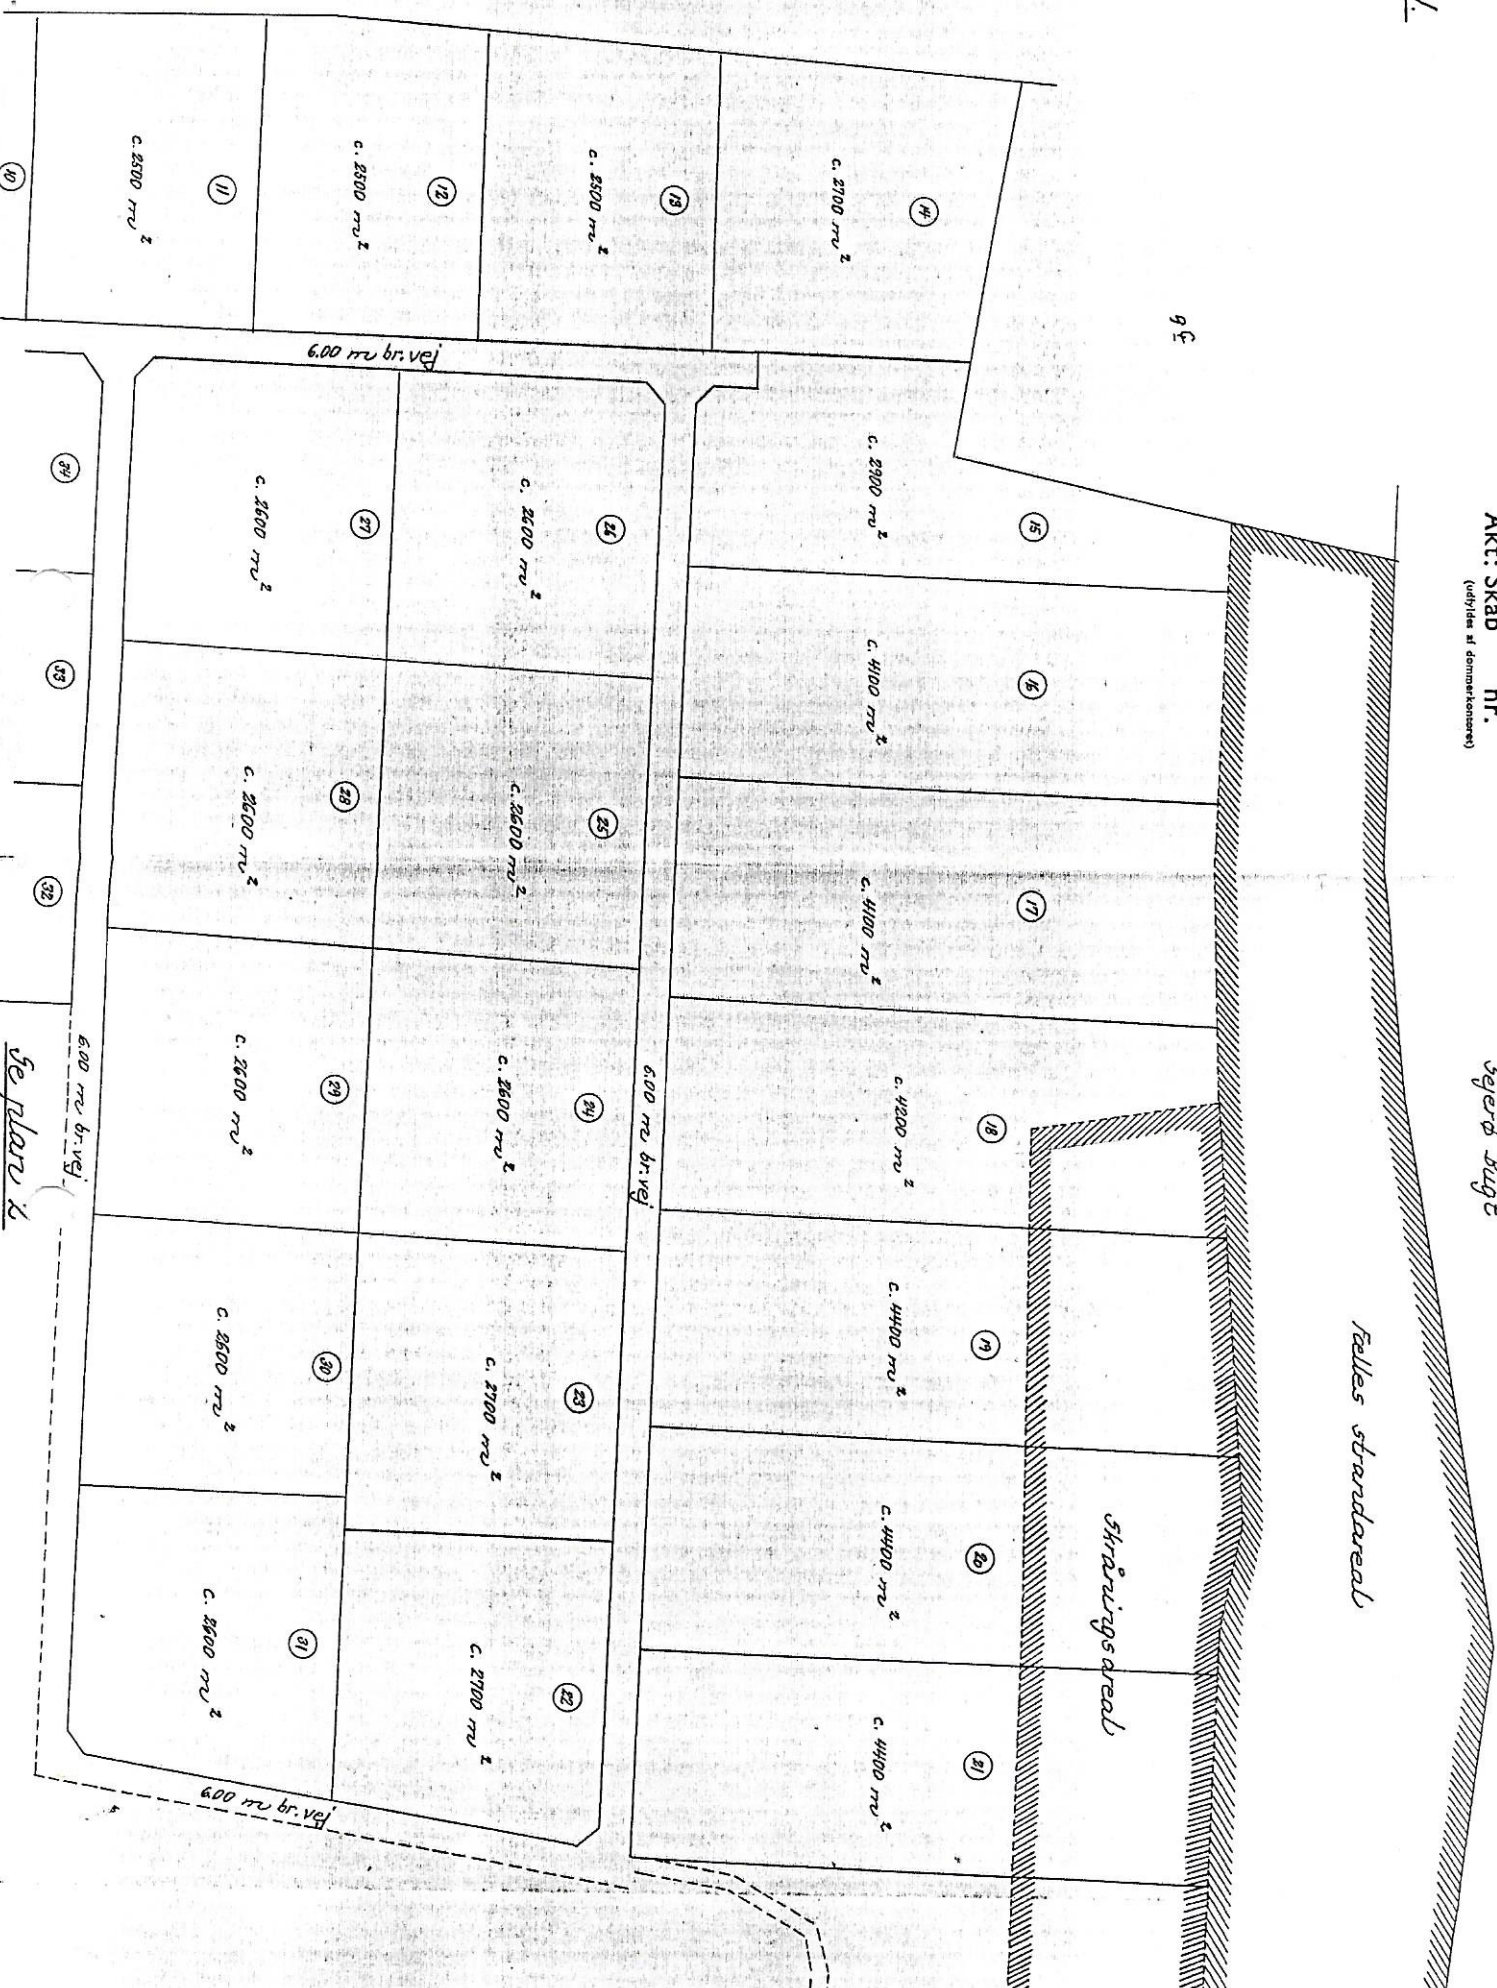 Akt: Skab nr.
(udfyldes af dommerkontoret)
Sejerø Bugt
Fælles strandareal
Skråningsareal
9f
14
c. 2700 m²
13
c. 2500 m²
12
c. 2500 m²
11
c. 2500 m²
10
6.00 m br. vej
15
c. 2900 m²
16
c. 4100 m²
17
c. 4100 m²
18
c. 4200 m²
19
c. 4400 m²
20
c. 4400 m²
21
c. 4400 m²
6.00 m br. vej
26
c. 2600 m²
25
c. 2600 m²
24
c. 2600 m²
23
c. 2700 m²
22
c. 2700 m²
27
c. 2600 m²
28
c. 2600 m²
29
c. 2600 m²
30
c. 2600 m²
31
c. 2600 m²
6.00 m br. vej
34
33
32
6.00 m br. vej
Se plan 2